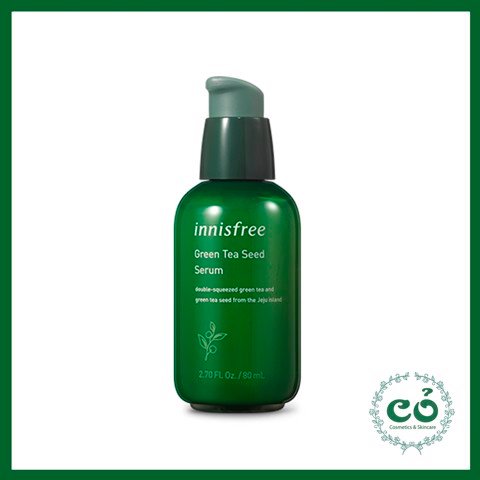 innisfree
Green Tea Seed
Serum
double-squeezed green tea and
green tea seed from the Jeju island
2.70 FL Oz. / 80 mL
cỏ
Cosmetics & Skincare